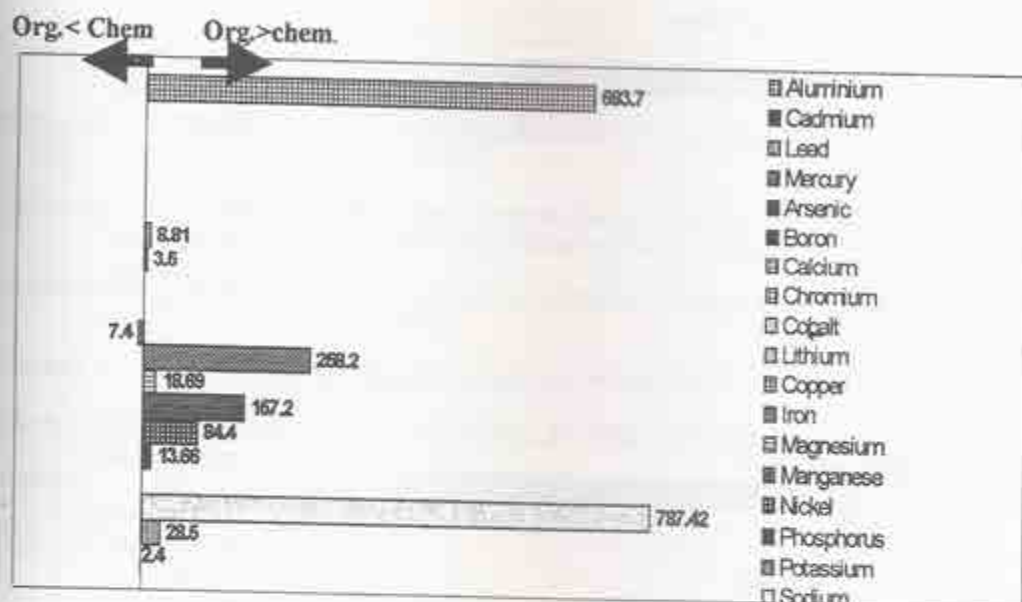 Org.< Chem Org.>chem.
693.7
8.81
3.5
7.4
268.2
18.69
167.2
84.4
13.66
787.42
28.5
2.4
Aluminium
Cadmium
Lead
Mercury
Arsenic
Boron
Calcium
Chromium
Cobalt
Lithium
Copper
Iron
Magnesium
Manganese
Nickel
Phosphorus
Potassium
Sodium